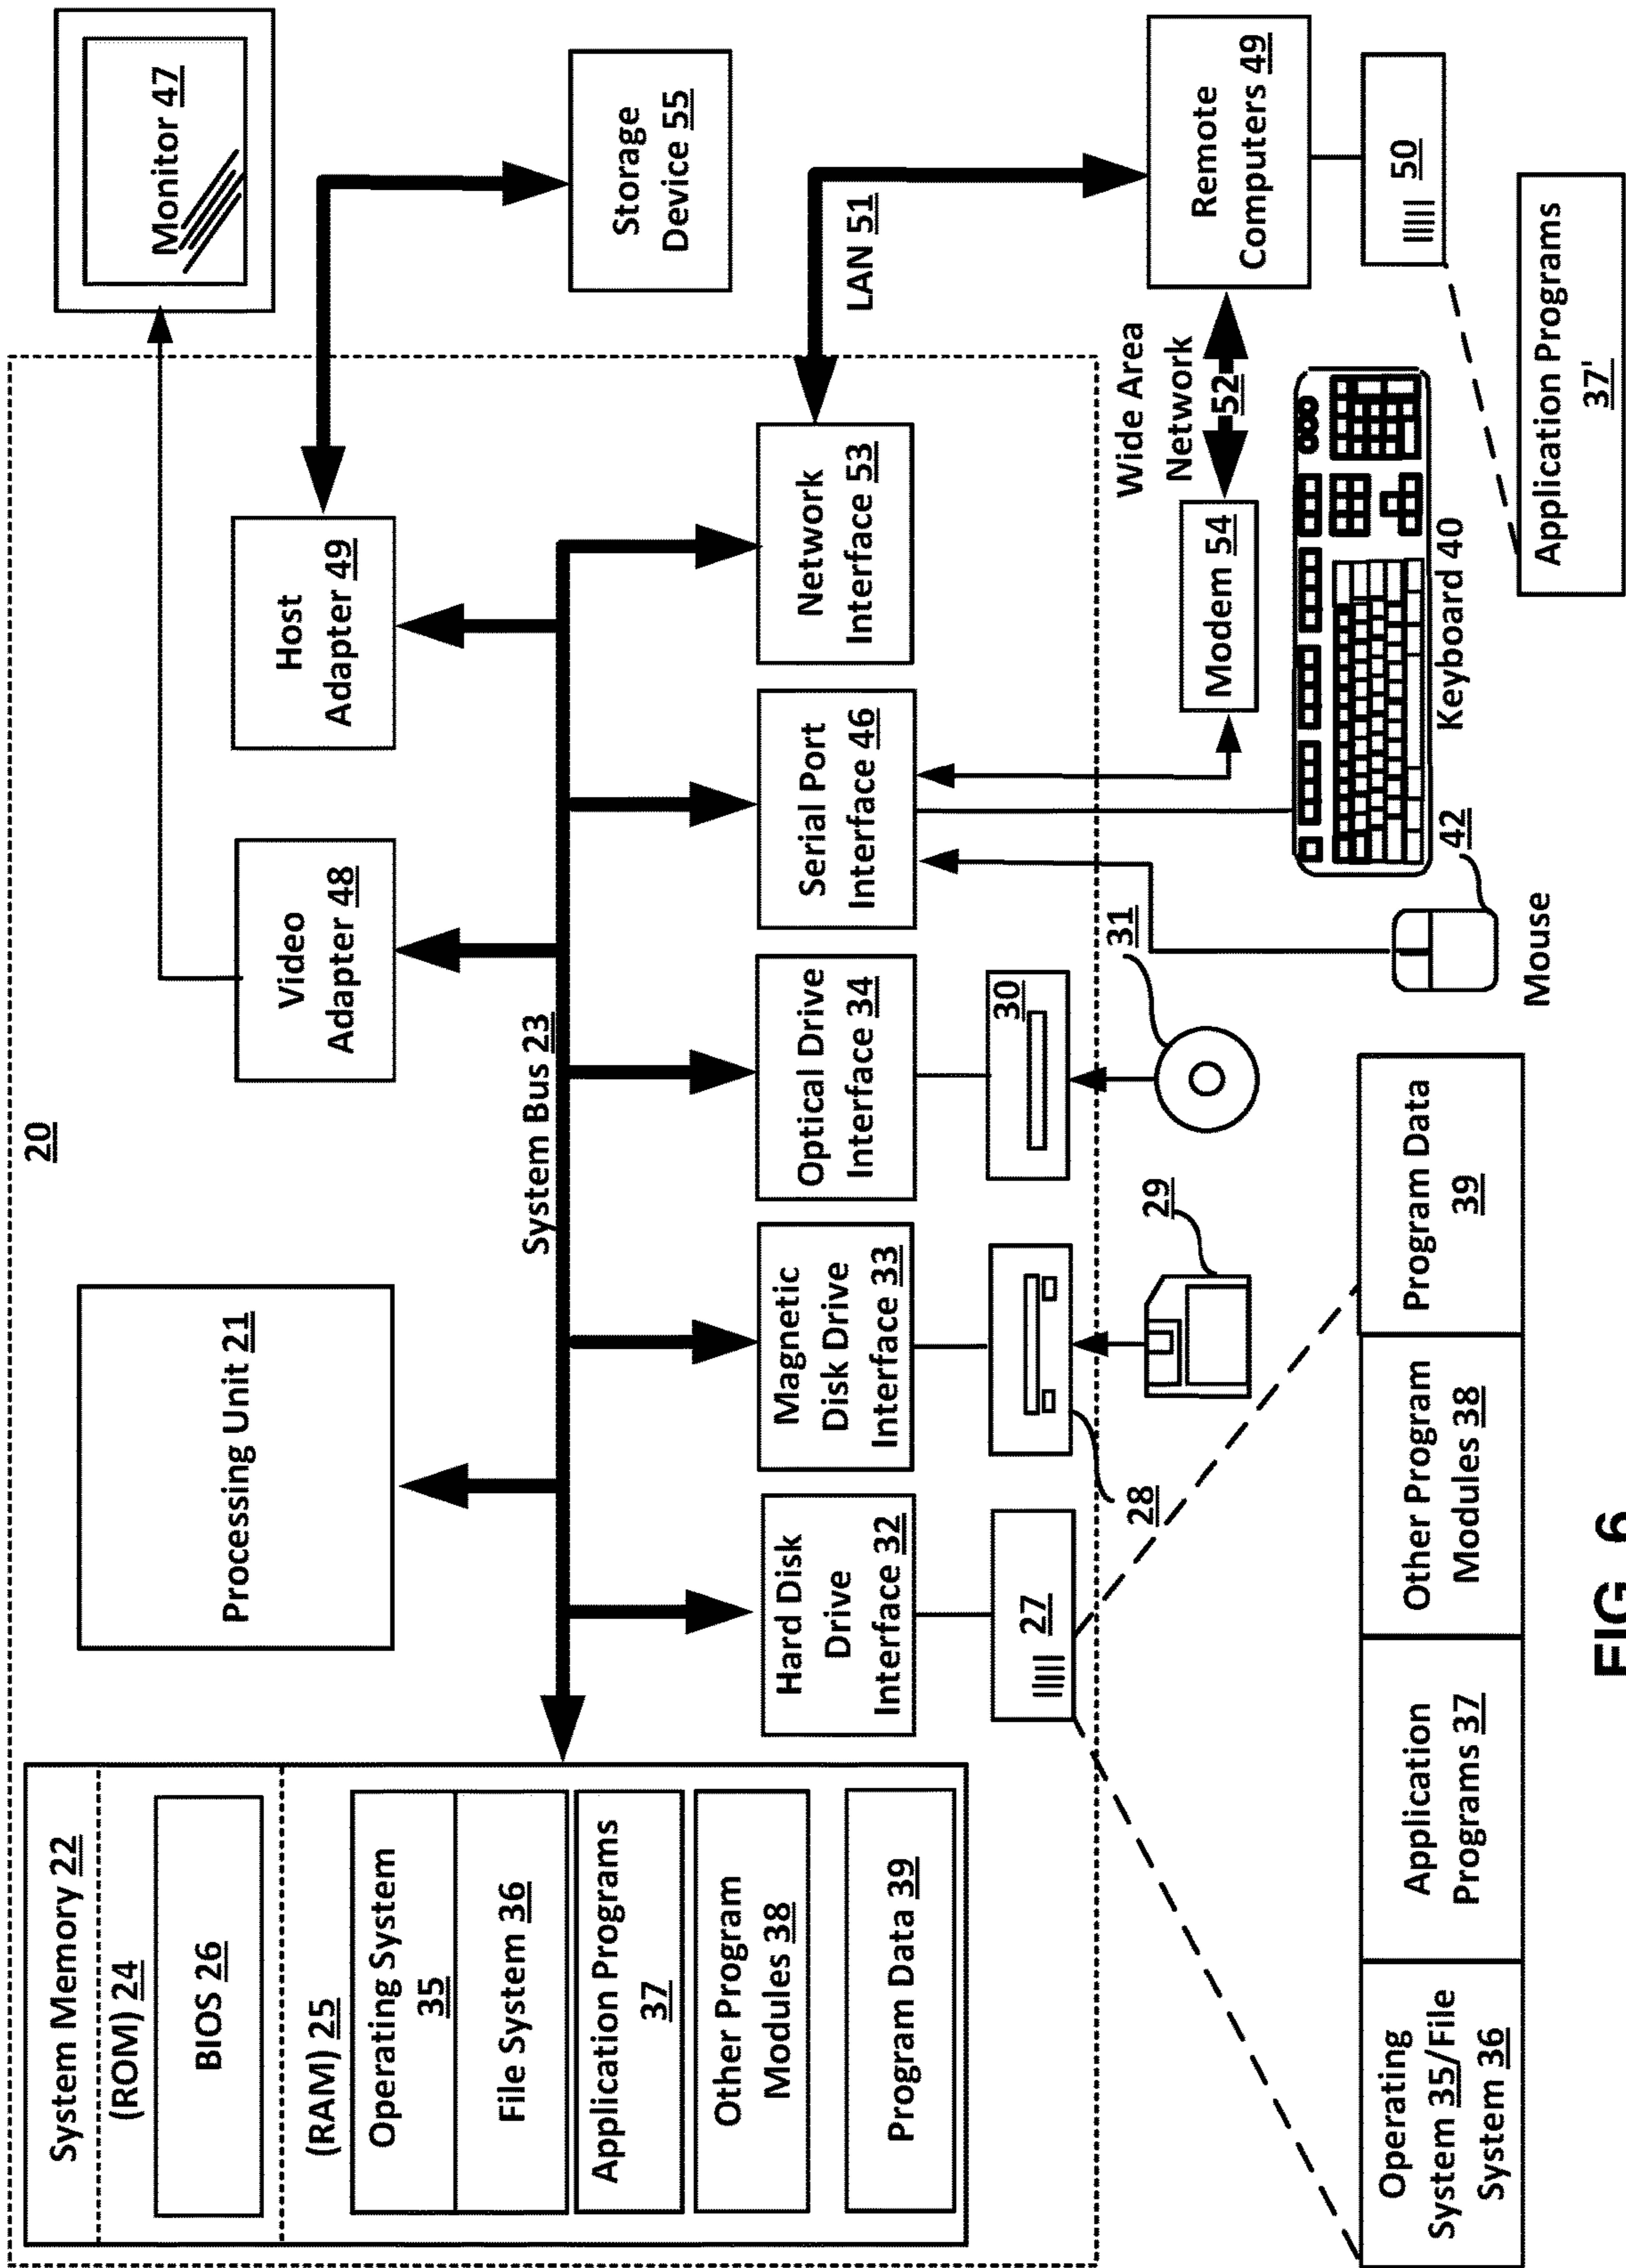 20
System Memory 22
(ROM) 24
BIOS 26
(RAM) 25
Operating System
35
File System 36
Application Programs
37
Other Program
Modules 38
Program Data 39
Processing Unit 21
Video
Adapter 48
Host
Adapter 49
Monitor 47
Storage
Device 55
System Bus 23
Hard Disk
Drive
Interface 32
Magnetic
Disk Drive
Interface 33
Optical Drive
Interface 34
Serial Port
Interface 46
Network
Interface 53
LAN 51
27
28
29
30
31
Modem 54
Wide Area
Network
52
Remote
Computers 49
50
Keyboard 40
42
Mouse
Application Programs
37'
Operating
System 35/File
System 36
Application
Programs 37
Other Program
Modules 38
Program Data
39
FIG. 6